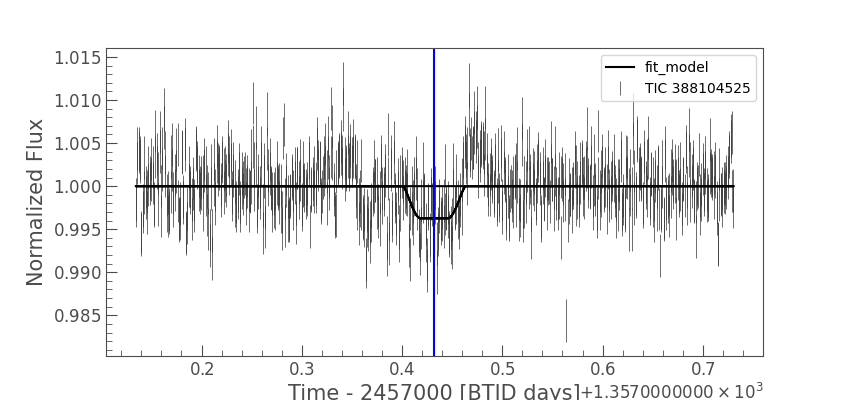 1.015
1.010
1.005
1.000
0.995
0.990
0.985
Normalized Flux
fit_model
TIC 388104525
0.2 0.3 0.4 0.5 0.6 0.7
Time - 2457000 [BTJD days]
+1.3570000000 × 10³